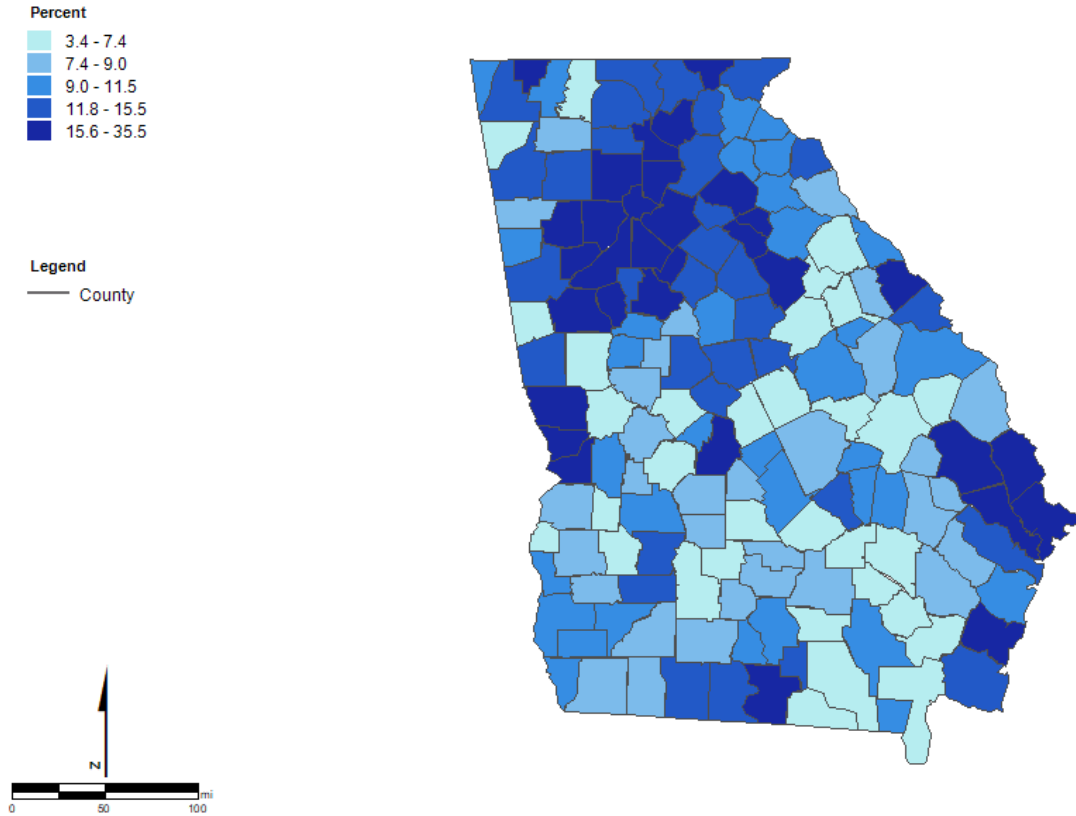 Percent
3.4 - 7.4
7.4 - 9.0
9.0 - 11.5
11.8 - 15.5
15.6 - 35.5
Legend
County
N
mi
0 50 100